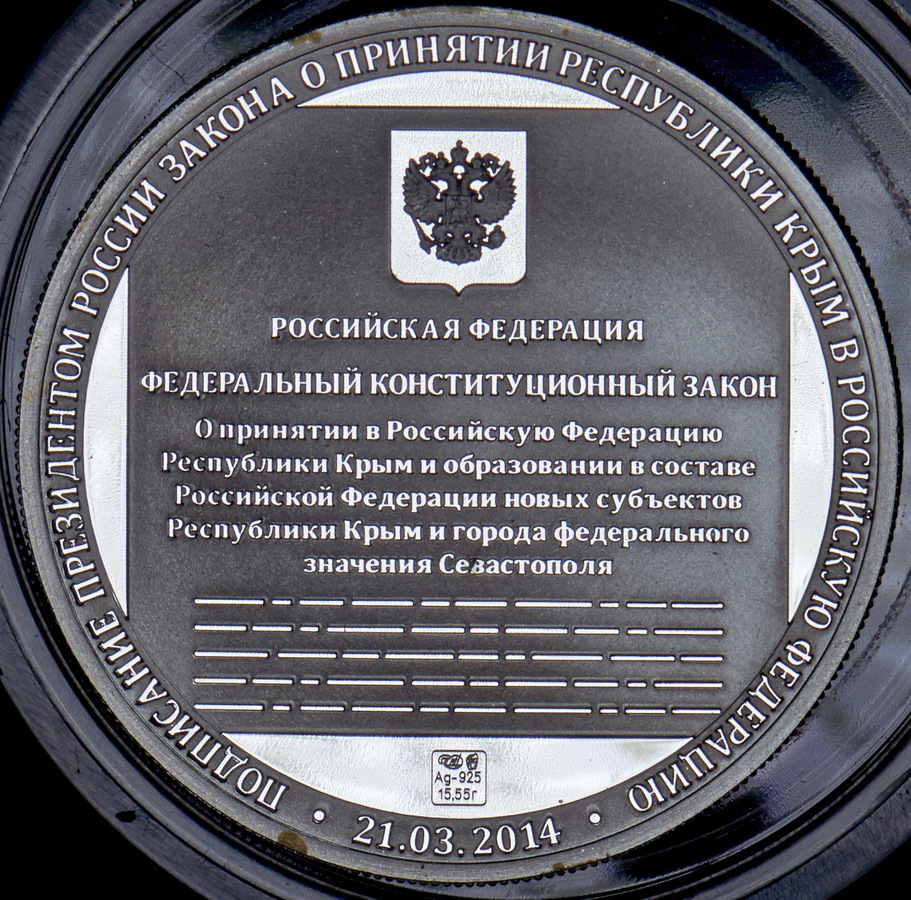 ПОДПИСАНИЕ ПРЕЗИДЕНТОМ РОССИИ ЗАКОНА О ПРИНЯТИИ РЕСПУБЛИКИ КРЫМ В РОССИЙСКУЮ ФЕДЕРАЦИЮ
РОССИЙСКАЯ ФЕДЕРАЦИЯ
ФЕДЕРАЛЬНЫЙ КОНСТИТУЦИОННЫЙ ЗАКОН
О принятии в Российскую Федерацию
Республики Крым и образовании в составе
Российской Федерации новых субъектов
Республики Крым и города федерального
значения Севастополя
Ag-925
15,55г
• 21.03.2014 •